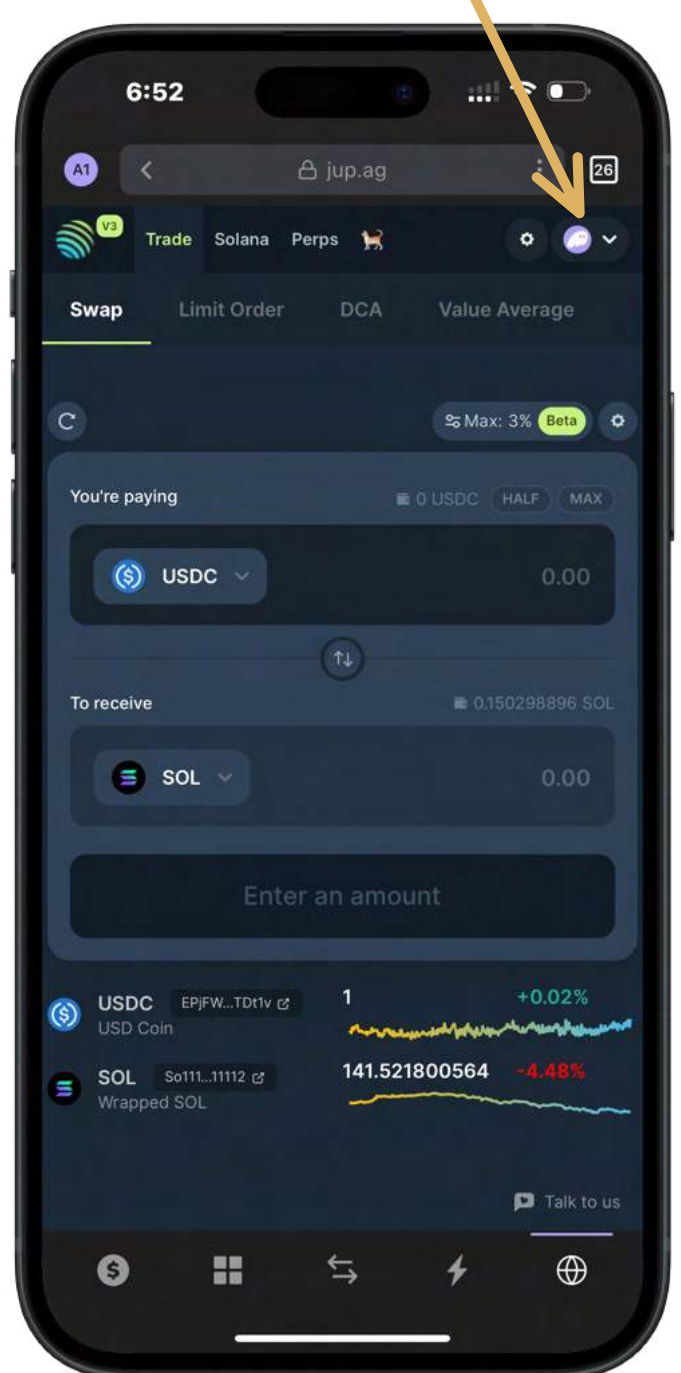 6:52
A1 jup.ag 26
V3 Trade Solana Perps
Swap Limit Order DCA Value Average
Max: 3% Beta
You're paying 0 USDC HALF MAX
USDC 0.00
To receive 0.150298896 SOL
SOL 0.00
Enter an amount
USDC EPjFW...TDt1v 1 +0.02%
USD Coin
SOL So111...11112 141.521800564 -4.48%
Wrapped SOL
Talk to us